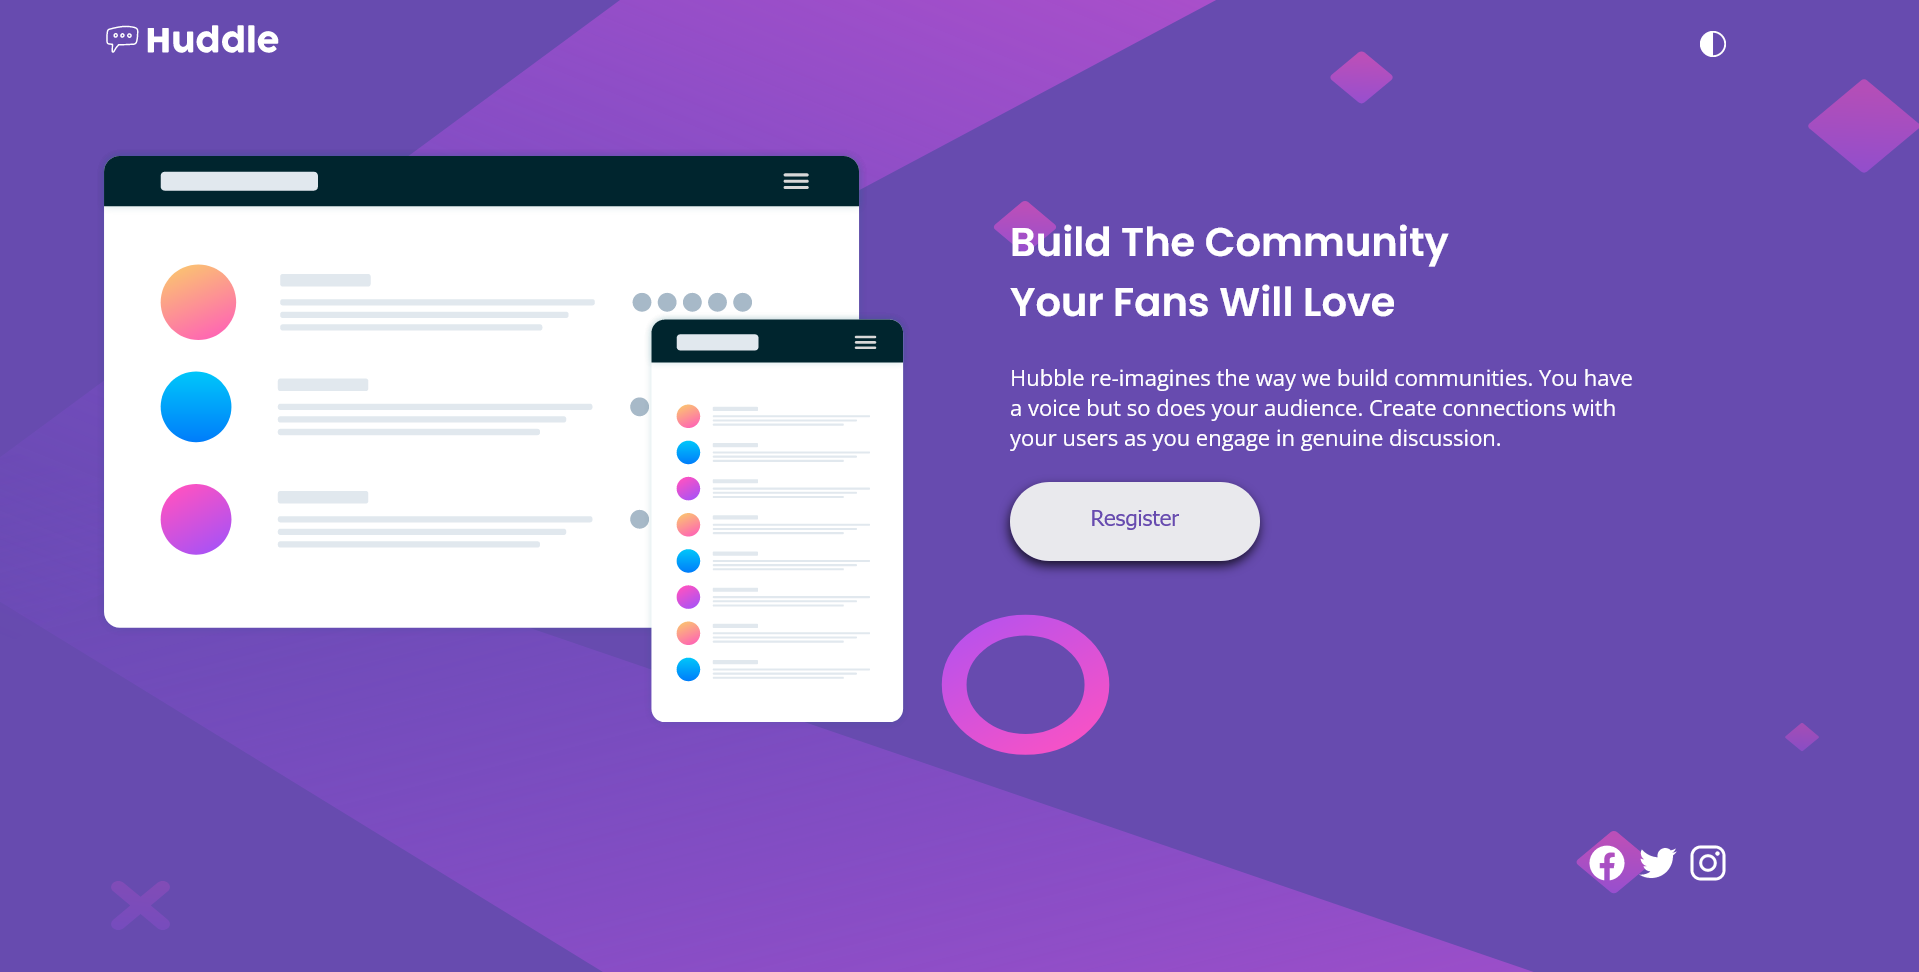 Huddle
Build The Community
Your Fans Will Love
Hubble re-imagines the way we build communities. You have
a voice but so does your audience. Create connections with
your users as you engage in genuine discussion.
Resgister